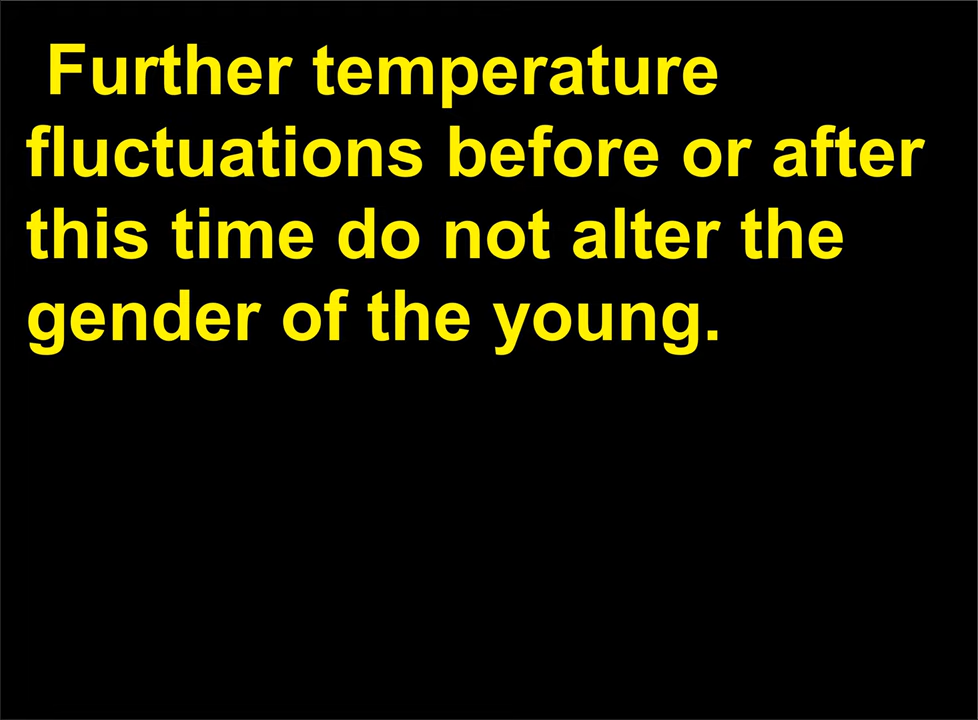 Further temperature
fluctuations before or after
this time do not alter the
gender of the young.